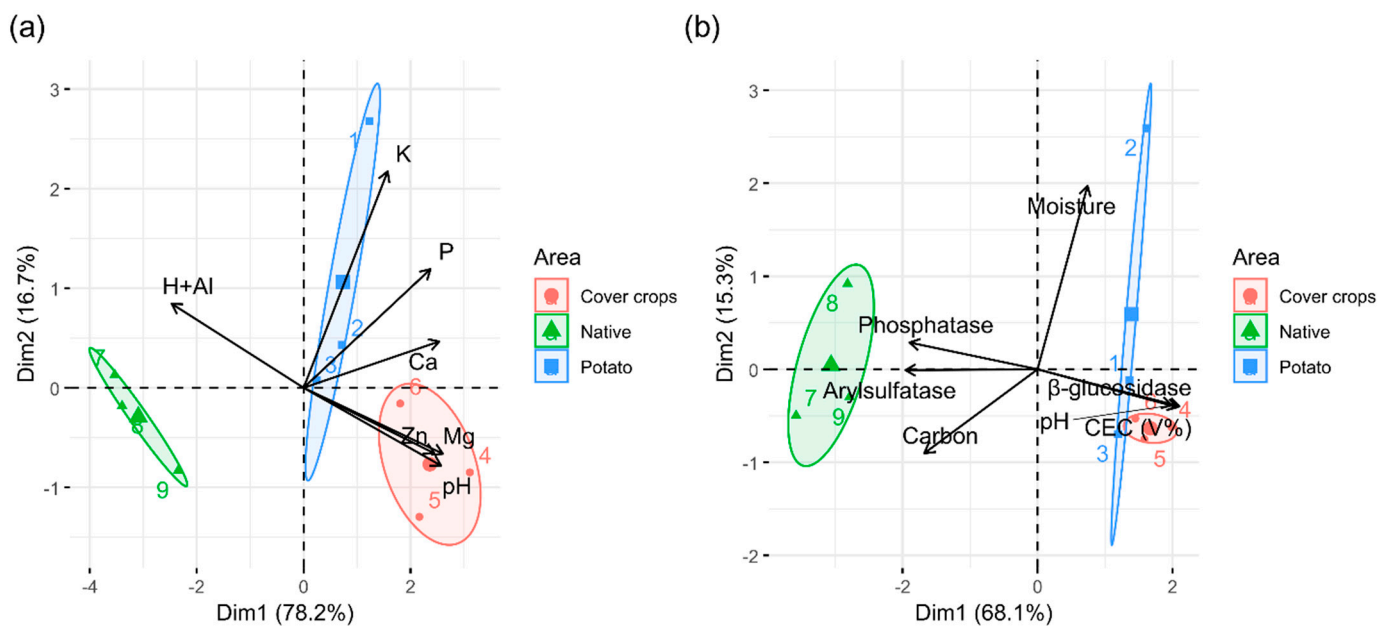 (a)
3
2
1
0
-1
-4
-2
0
2
Dim2 (16.7%)
Dim1 (78.2%)
1
K
P
H+Al
2
3
Ca
7
6
Zn
Mg
8
4
pH
9
5
Area
Cover crops
Native
Potato
(b)
3
2
1
0
-1
-2
-2
0
2
Dim2 (15.3%)
Dim1 (68.1%)
2
Moisture
8
Phosphatase
1
Arylsulfatase
β-glucosidase
7
9
6
4
pH
CEC (V%)
Carbon
3
5
Area
Cover crops
Native
Potato